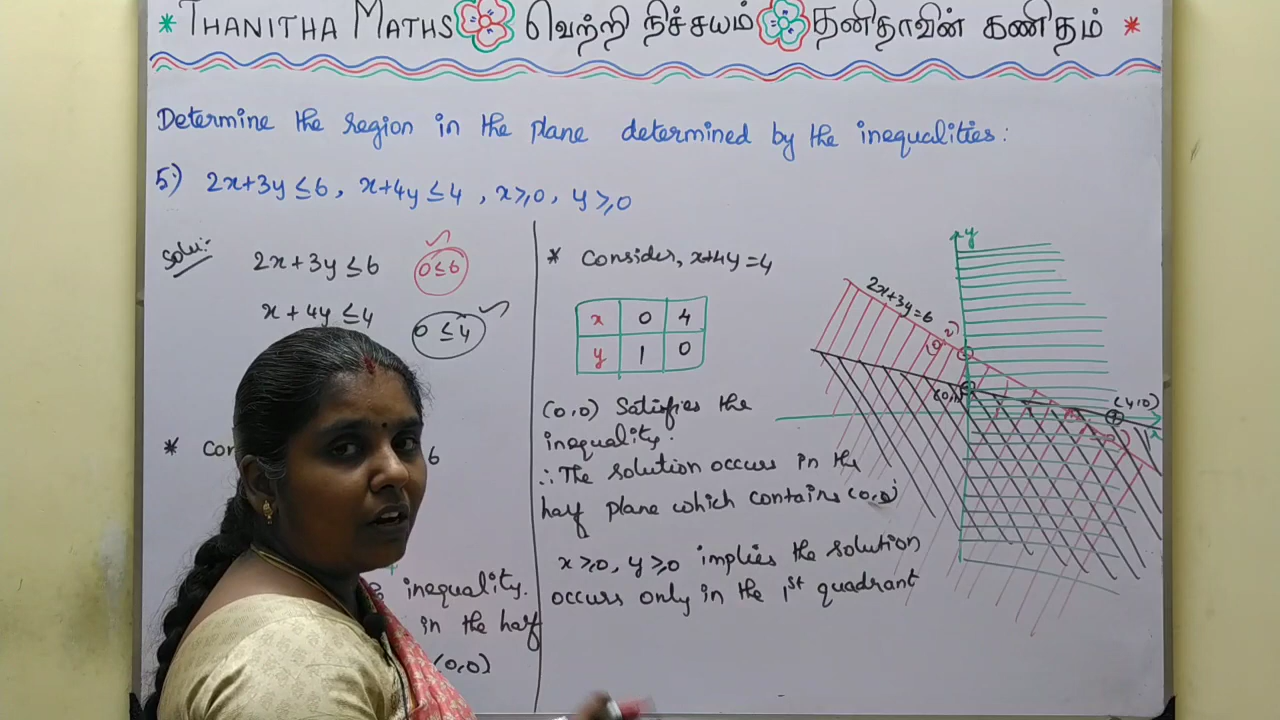 * THANITHA MATHS வெற்றி நிச்சயம் தனிதாவின் கணிதம் *
Determine the region in the plane determined by the inequalities:
5) 2x+3y ≤6, x+4y ≤4, x≥0, y≥0
Solu:-
2x+3y ≤6
0≤6
x+4y ≤4
0 ≤4
* Con
6
inequality.
in the half
(0,0)
* Consider, x+4y=4
x 0 4
y 1 0
(0,0) Satisfies the
inequality.
∴The solution occurs in the
half plane which contains (0,0)
x≥0, y≥0 implies the solution
occurs only in the 1st quadrant
y
2x+3y=6
(4,0)
x